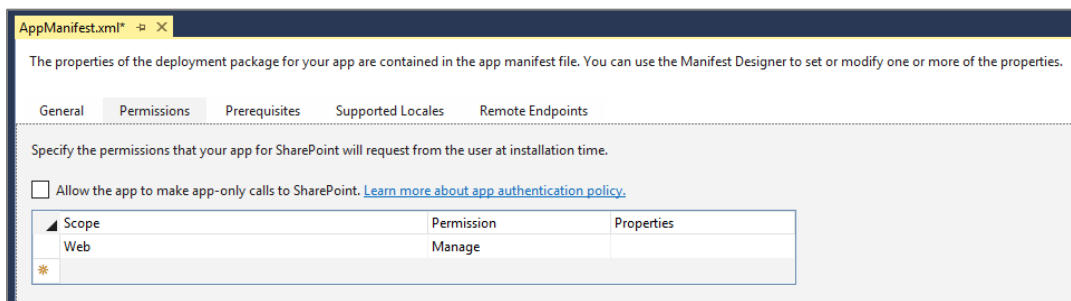 AppManifest.xml*
The properties of the deployment package for your app are contained in the app manifest file. You can use the Manifest Designer to set or modify one or more of the properties.
General Permissions Prerequisites Supported Locales Remote Endpoints
Specify the permissions that your app for SharePoint will request from the user at installation time.
Allow the app to make app-only calls to SharePoint. Learn more about app authentication policy.
Scope Permission Properties
Web Manage